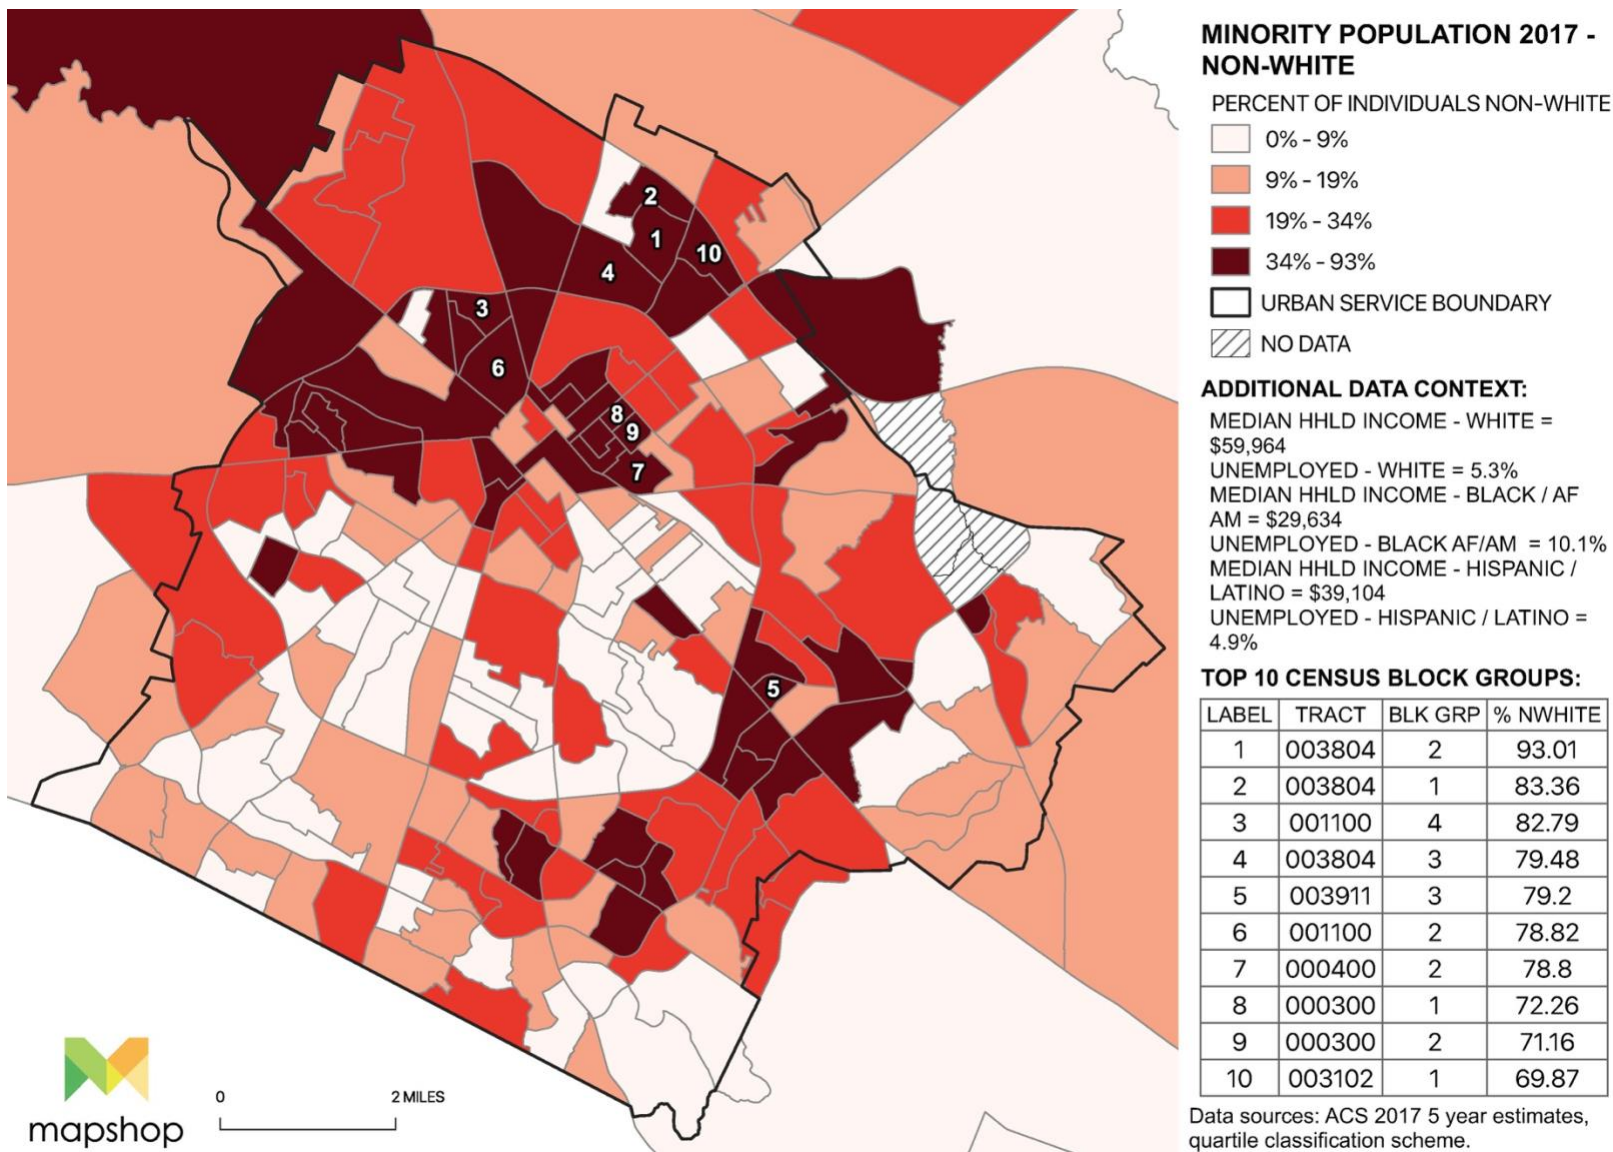 MINORITY POPULATION 2017 -
NON-WHITE
PERCENT OF INDIVIDUALS NON-WHITE
0% - 9%
9% - 19%
19% - 34%
34% - 93%
URBAN SERVICE BOUNDARY
NO DATA
ADDITIONAL DATA CONTEXT:
MEDIAN HHLD INCOME - WHITE =
$59,964
UNEMPLOYED - WHITE = 5.3%
MEDIAN HHLD INCOME - BLACK / AF
AM = $29,634
UNEMPLOYED - BLACK AF/AM = 10.1%
MEDIAN HHLD INCOME - HISPANIC /
LATINO = $39,104
UNEMPLOYED - HISPANIC / LATINO =
4.9%
TOP 10 CENSUS BLOCK GROUPS:
LABEL TRACT BLK GRP % NWHITE
1 003804 2 93.01
2 003804 1 83.36
3 001100 4 82.79
4 003804 3 79.48
5 003911 3 79.2
6 001100 2 78.82
7 000400 2 78.8
8 000300 1 72.26
9 000300 2 71.16
10 003102 1 69.87
Data sources: ACS 2017 5 year estimates,
quartile classification scheme.
2
1
10
4
3
6
8
9
7
5
0 2 MILES
mapshop